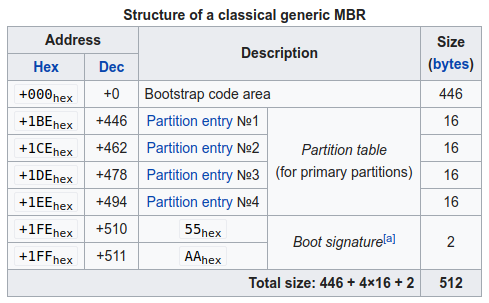 Structure of a classical generic MBR
Address Description Size (bytes)
Hex Dec
+000hex +0 Bootstrap code area 446
+1BEhex +446 Partition entry №1 Partition table (for primary partitions) 16
+1CEhex +462 Partition entry №2 16
+1DEhex +478 Partition entry №3 16
+1EEhex +494 Partition entry №4 16
+1FEhex +510 55hex Boot signature[a] 2
+1FFhex +511 AAhex
Total size: 446 + 4×16 + 2 512